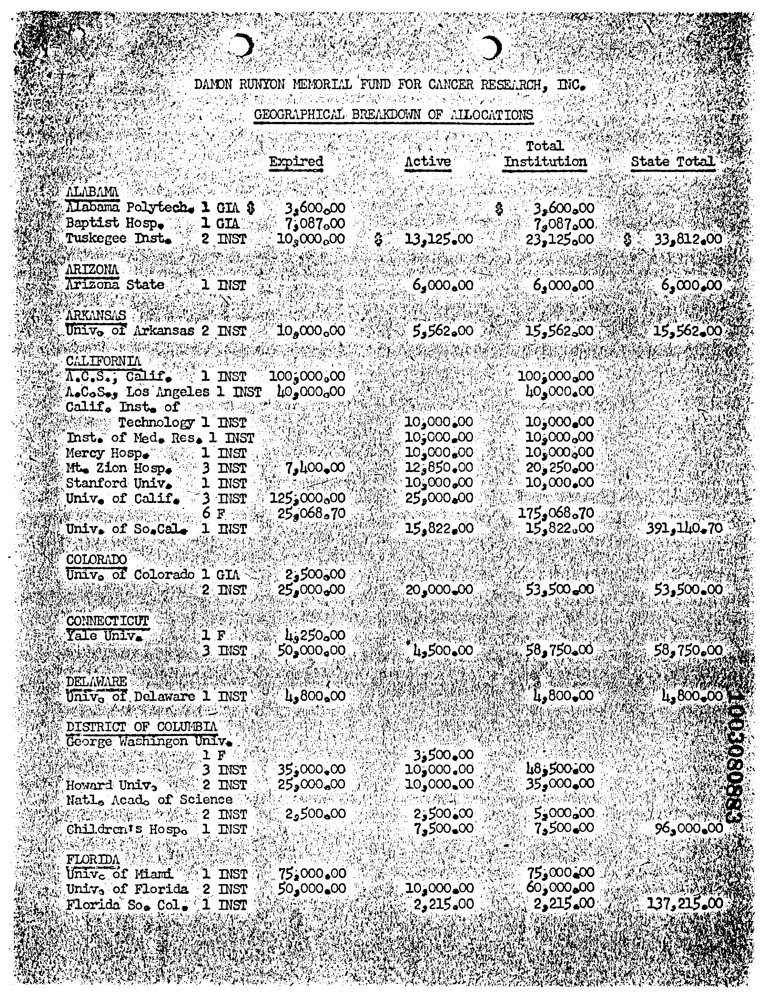 DAMON RUNYON MEMORIAL FUND FOR CANCER RESEARCH, INC.
GEOGRAPHICAL BREAKDOWN OF ALLOCATIONS
Total
Expired Active Institution State Total
ALABAMA
Alabama Polytech. 1 GIA $ 3,600.00 $ 3,600.00
Baptist Hosp. 1 GIA 7,087.00 7,087.00
Tuskegee Inst. 2 INST 10,000.00 $ 13,125.00 23,125.00 $ 33,812.00
ARIZONA
Arizona State 1 INST 6,000.00 6,000.00 6,000.00
ARKANSAS
Univ. of Arkansas 2 INST 10,000.00 5,562.00 15,562.00 15,562.00
CALIFORNIA
A.C.S., Calif. 1 INST 100,000.00 100,000.00
A.C.S., Los Angeles 1 INST 40,000.00 40,000.00
Calif. Inst. of
Technology 1 INST 10,000.00 10,000.00
Inst. of Med. Res. 1 INST 10,000.00 10,000.00
Mercy Hosp. 1 INST 10,000.00 10,000.00
Mt. Zion Hosp. 3 INST 7,400.00 12,850.00 20,250.00
Stanford Univ. 1 INST 10,000.00 10,000.00
Univ. of Calif. 3 INST 125,000.00 25,000.00
6 F 25,068.70 175,068.70
Univ. of So.Cal. 1 INST 15,822.00 15,822.00 391,140.70
COLORADO
Univ. of Colorado 1 GIA 2,500.00
2 INST 25,000.00 20,000.00 53,500.00 53,500.00
CONNECTICUT
Yale Univ. 1 F 4,250.00
3 INST 50,000.00 4,500.00 58,750.00 58,750.00
DELAWARE
Univ. of Delaware 1 INST 4,800.00 4,800.00 4,800.00
DISTRICT OF COLUMBIA
George Wachingon Univ.
1 F 3,500.00
3 INST 35,000.00 10,000.00 48,500.00
Howard Univ. 2 INST 25,000.00 10,000.00 35,000.00
Natl. Acad. of Science
2 INST 2,500.00 2,500.00 5,000.00
Children's Hosp. 1 INST 7,500.00 7,500.00 96,000.00
FLORIDA
Univ. of Miami 1 INST 75,000.00 75,000.00
Univ. of Florida 2 INST 50,000.00 10,000.00 60,000.00
Florida So. Col. 1 INST 2,215.00 2,215.00 137,215.00
1003080883